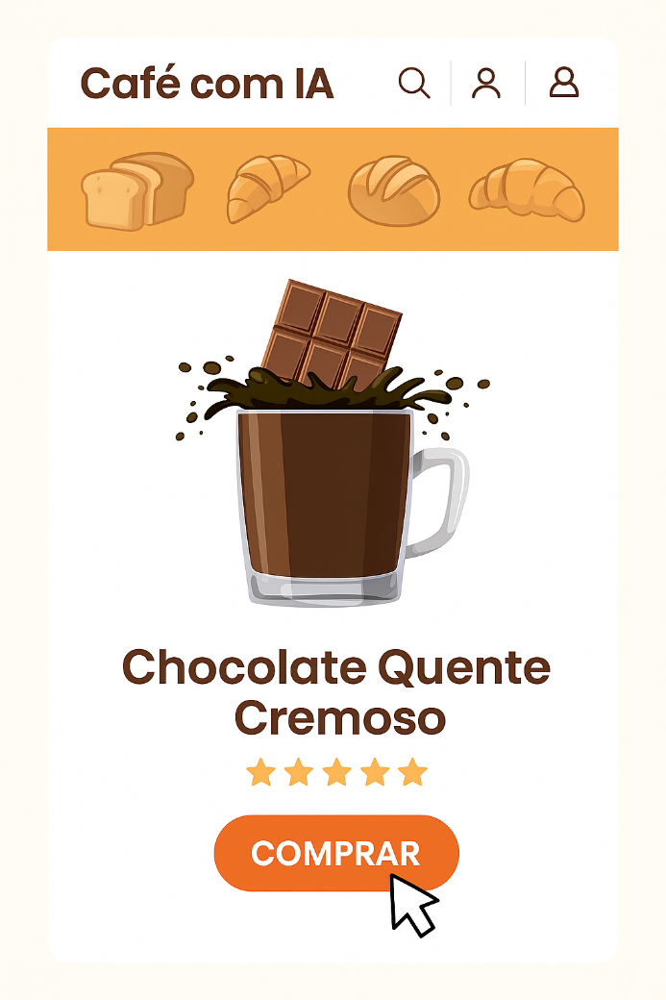 Café com IA
Chocolate Quente
Cremoso
COMPRAR